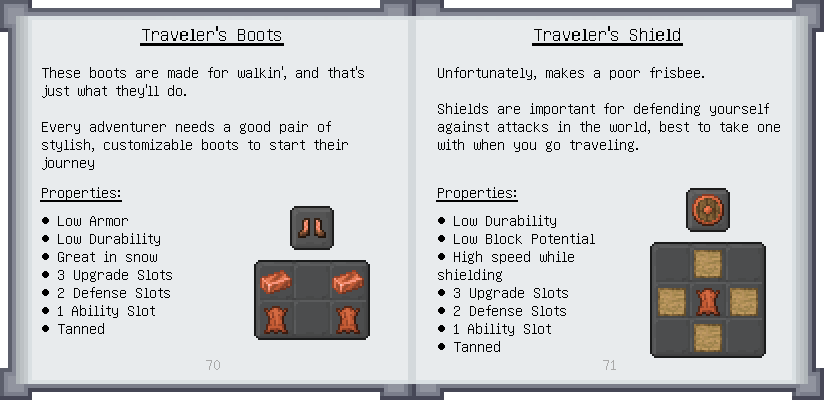 Traveler's Boots
These boots are made for walkin', and that's
just what they'll do.
Every adventurer needs a good pair of
stylish, customizable boots to start their
journey
Properties:
● Low Armor
● Low Durability
● Great in snow
● 3 Upgrade Slots
● 2 Defense Slots
● 1 Ability Slot
● Tanned
70
Traveler's Shield
Unfortunately, makes a poor frisbee.
Shields are important for defending yourself
against attacks in the world, best to take one
with when you go traveling.
Properties:
● Low Durability
● Low Block Potential
● High speed while
shielding
● 3 Upgrade Slots
● 2 Defense Slots
● 1 Ability Slot
● Tanned
71